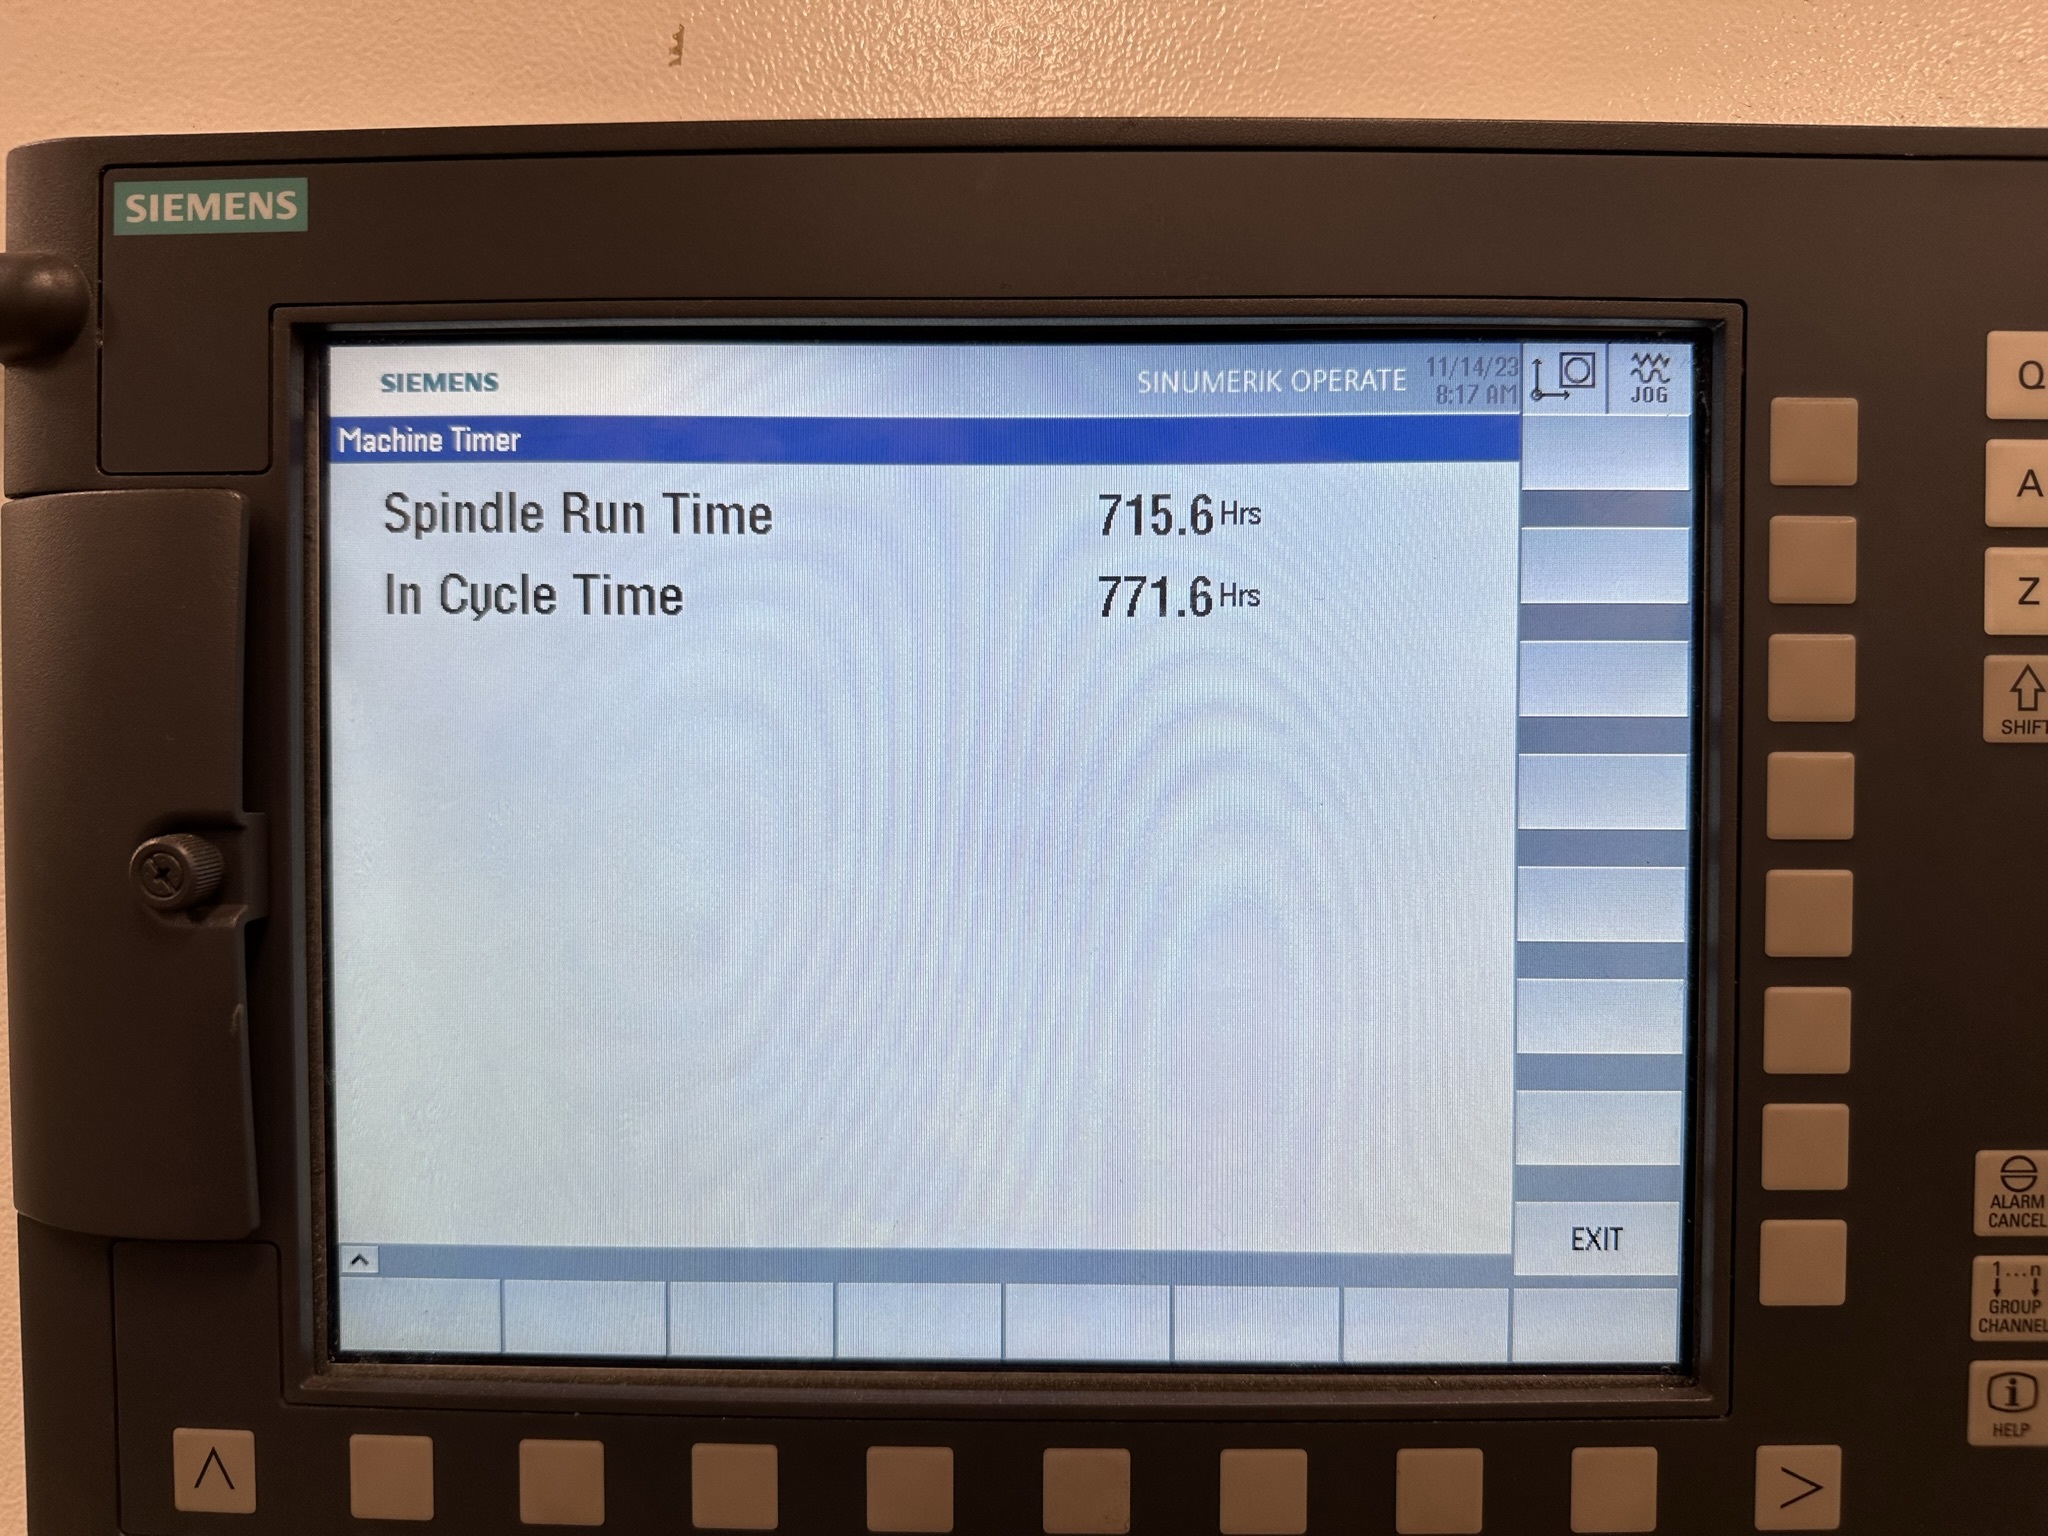 SIEMENS
SIEMENS
SINUMERIK OPERATE
11/14/23
8:17 AM
JOG
Machine Timer
Spindle Run Time 715.6 Hrs
In Cycle Time 771.6 Hrs
EXIT
Q
A
Z
SHIFT
ALARM
CANCEL
1...n
GROUP
CHANNEL
i
HELP